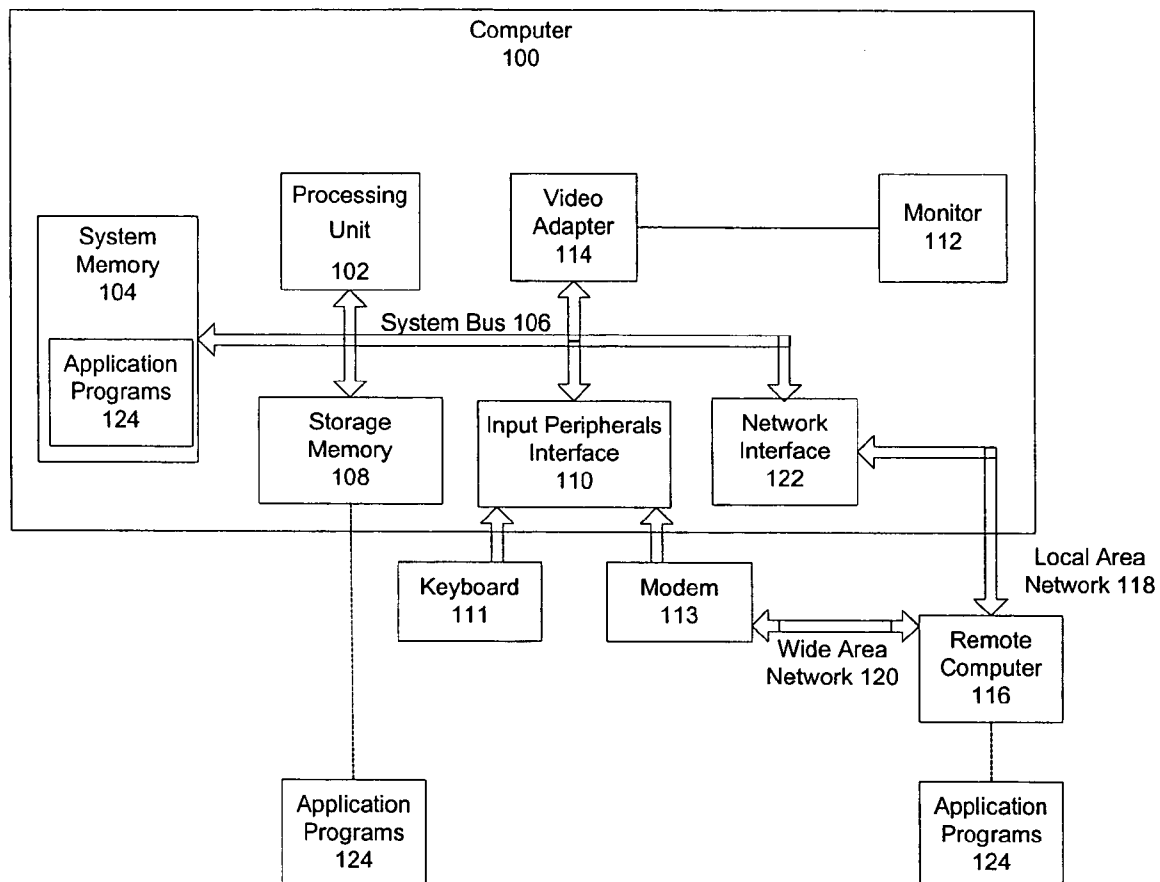 Computer
100
Processing
Unit
102
Video
Adapter
114
Monitor
112
System
Memory
104
System Bus 106
Application
Programs
124
Storage
Memory
108
Input Peripherals
Interface
110
Network
Interface
122
Local Area
Network 118
Keyboard
111
Modem
113
Wide Area
Network 120
Remote
Computer
116
Application
Programs
124
Application
Programs
124